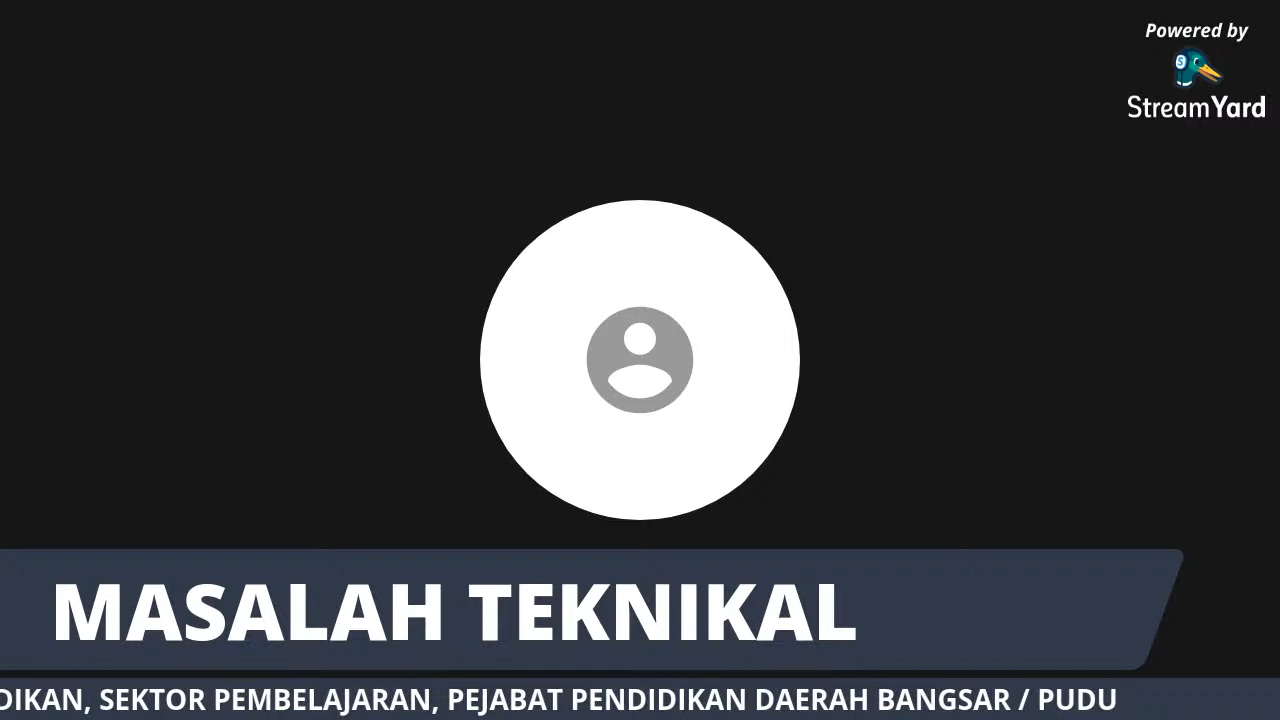 Powered by
StreamYard
MASALAH TEKNIKAL
DIKAN, SEKTOR PEMBELAJARAN, PEJABAT PENDIDIKAN DAERAH BANGSAR / PUDU